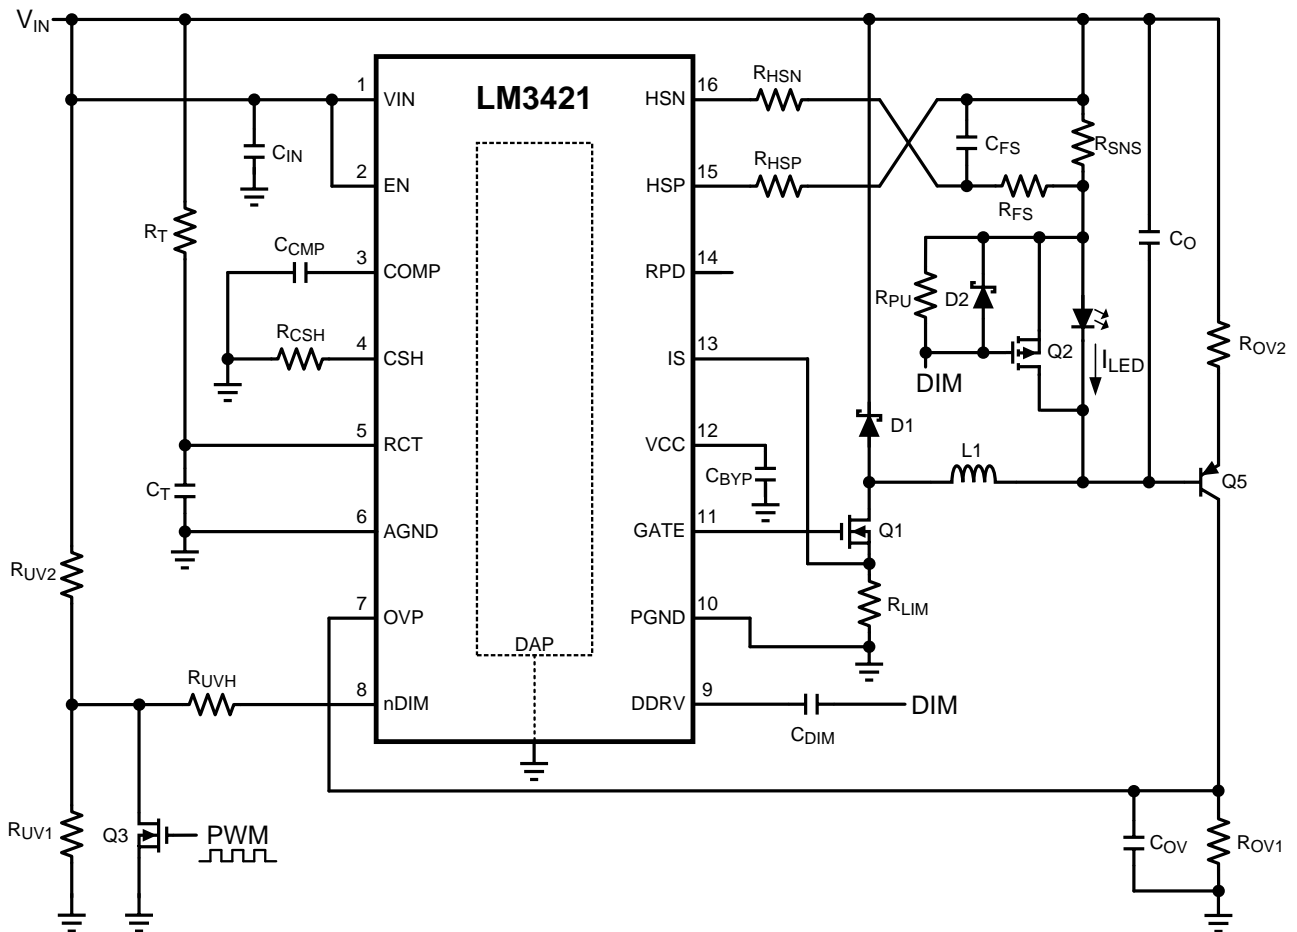 VIN
LM3421
1 VIN
2 EN
3 COMP
4 CSH
5 RCT
6 AGND
7 OVP
8 nDIM
16 HSN
15 HSP
14 RPD
13 IS
12 VCC
11 GATE
10 PGND
9 DDRV
DAP
CIN
RT
CCMP
RCSH
CT
RUV2
RUVH
RUV1
Q3
PWM
RHSN
RHSP
CFS
RSNS
RFS
RPU
D2
Q2
DIM
ILED
CO
ROV2
D1
L1
Q5
CBYP
Q1
RLIM
CDIM
DIM
COV
ROV1